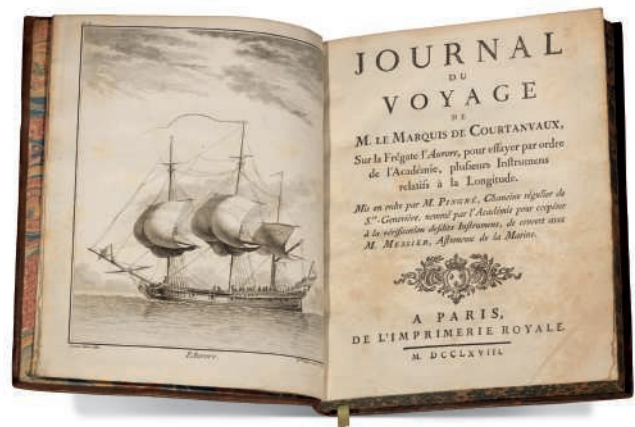 l'Aurore.
JOURNAL
DU
VOYAGE
DE
M. LE MARQUIS DE COURTANVAUX,
Sur la Frégate l'Aurore, pour essayer par ordre
de l'Académie, plusieurs Instrumens
relatifs à la Longitude.
Mis en ordre par M. PINGRÉ, Chanoine régulier de
S.te Geneviève, nommé par l'Académie pour coopérer
à la vérification desdits Instrumens, de concert avec
M. MESSIER, Astronome de la Marine.
A PARIS,
DE L'IMPRIMERIE ROYALE.
M. DCCLXVIII.